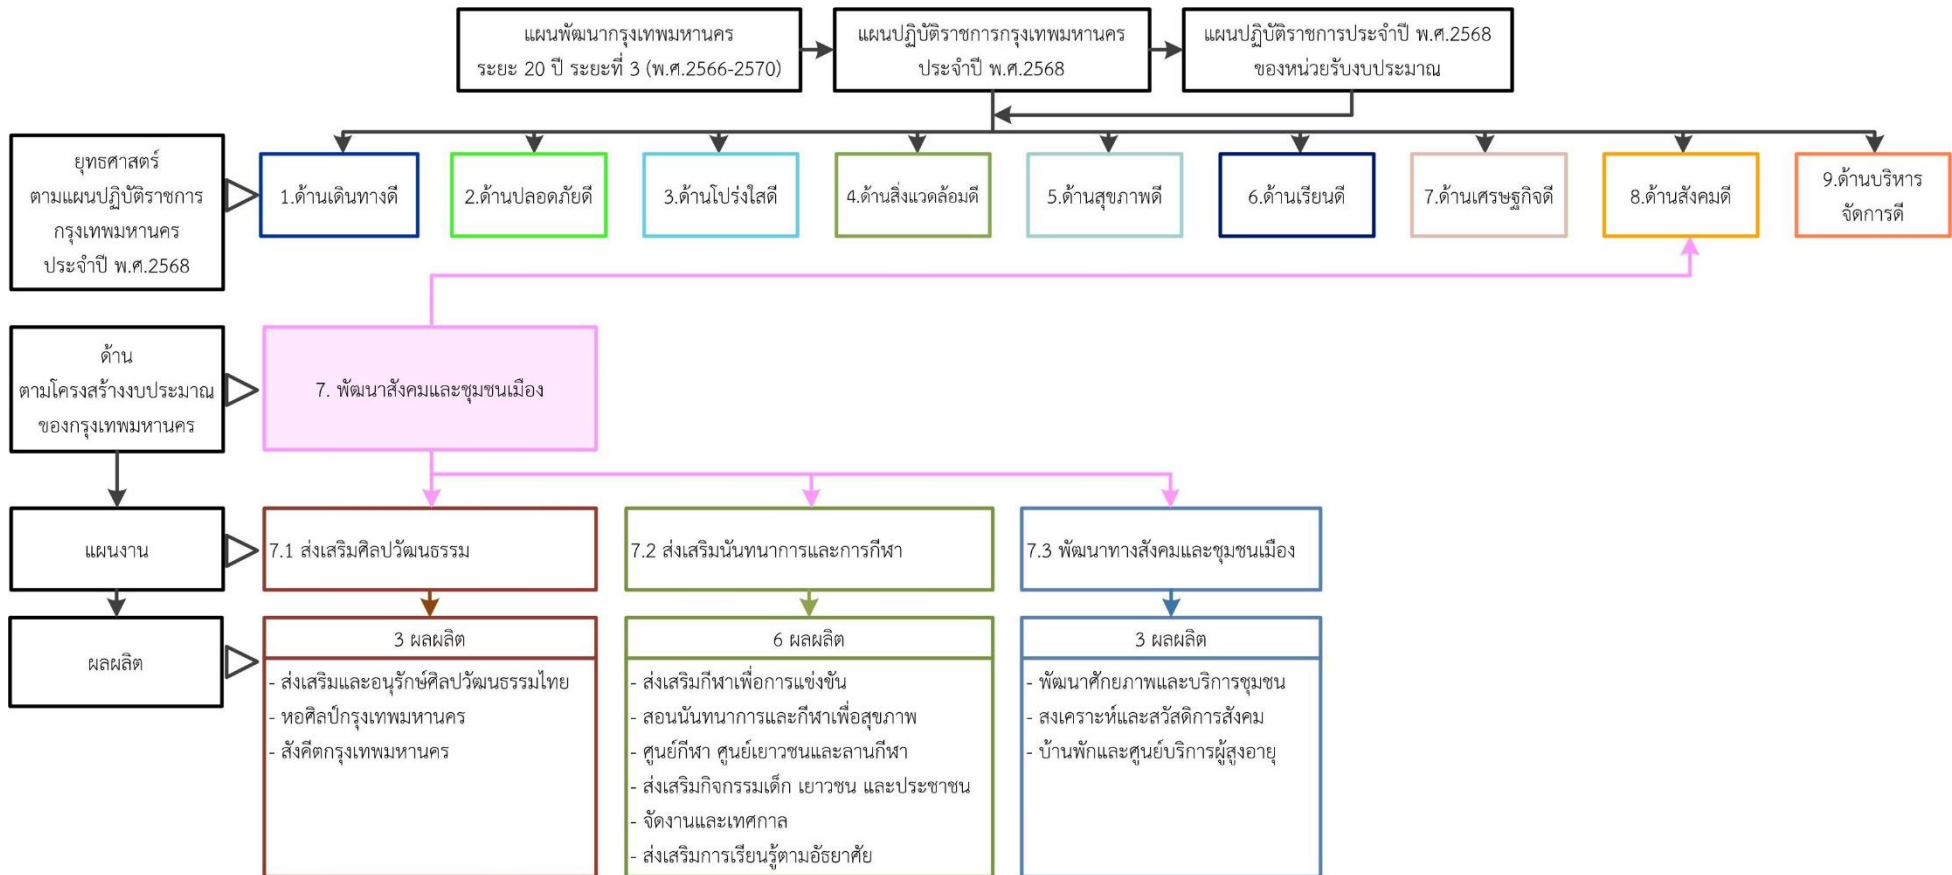 แผนพัฒนากรุงเทพมหานคร
ระยะ 20 ปี ระยะที่ 3 (พ.ศ.2566-2570)
แผนปฏิบัติราชการกรุงเทพมหานคร
ประจำปี พ.ศ.2568
แผนปฏิบัติราชการประจำปี พ.ศ.2568
ของหน่วยรับงบประมาณ
ยุทธศาสตร์
ตามแผนปฏิบัติราชการ
กรุงเทพมหานคร
ประจำปี พ.ศ.2568
1.ด้านเดินทางดี
2.ด้านปลอดภัยดี
3.ด้านโปร่งใสดี
4.ด้านสิ่งแวดล้อมดี
5.ด้านสุขภาพดี
6.ด้านเรียนดี
7.ด้านเศรษฐกิจดี
8.ด้านสังคมดี
9.ด้านบริหาร
จัดการดี
ด้าน
ตามโครงสร้างงบประมาณ
ของกรุงเทพมหานคร
7. พัฒนาสังคมและชุมชนเมือง
แผนงาน
7.1 ส่งเสริมศิลปวัฒนธรรม
7.2 ส่งเสริมนันทนาการและการกีฬา
7.3 พัฒนาทางสังคมและชุมชนเมือง
ผลผลิต
3 ผลผลิต
- ส่งเสริมและอนุรักษ์ศิลปวัฒนธรรมไทย
- หอศิลป์กรุงเทพมหานคร
- สังคีตกรุงเทพมหานคร
6 ผลผลิต
- ส่งเสริมกีฬาเพื่อการแข่งขัน
- สอนนันทนาการและกีฬาเพื่อสุขภาพ
- ศูนย์กีฬา ศูนย์เยาวชนและลานกีฬา
- ส่งเสริมกิจกรรมเด็ก เยาวชน และประชาชน
- จัดงานและเทศกาล
- ส่งเสริมการเรียนรู้ตามอัธยาศัย
3 ผลผลิต
- พัฒนาศักยภาพและบริการชุมชน
- สงเคราะห์และสวัสดิการสังคม
- บ้านพักและศูนย์บริการผู้สูงอายุ